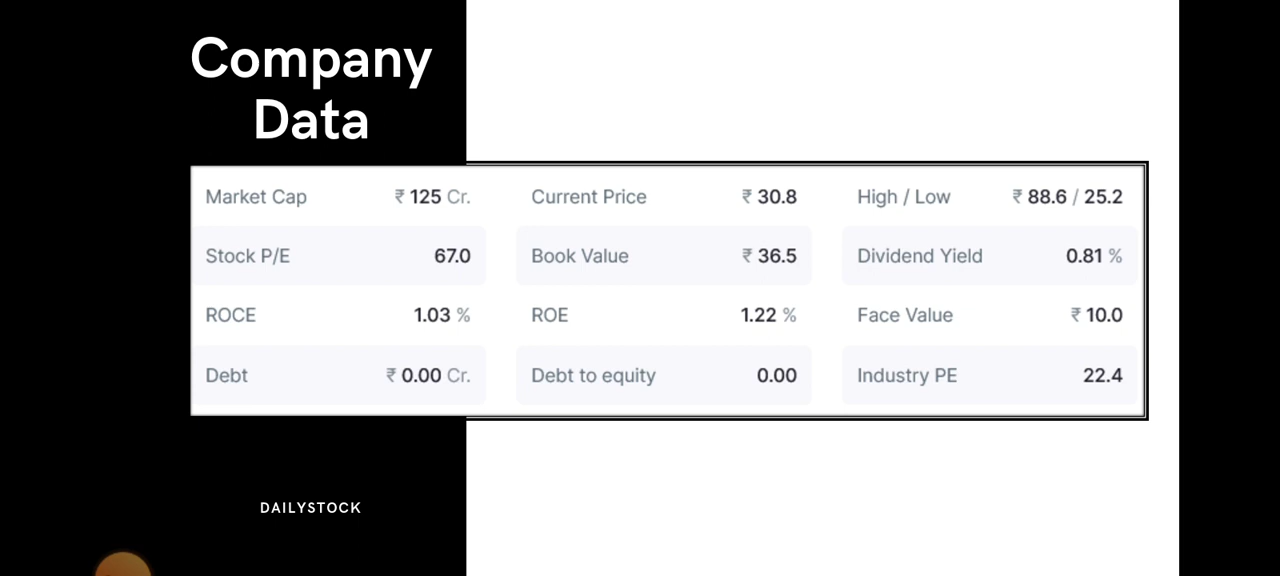 Company
Data
Market Cap ₹ 125 Cr. Current Price ₹ 30.8 High / Low ₹ 88.6 / 25.2
Stock P/E 67.0 Book Value ₹ 36.5 Dividend Yield 0.81 %
ROCE 1.03 % ROE 1.22 % Face Value ₹ 10.0
Debt ₹ 0.00 Cr. Debt to equity 0.00 Industry PE 22.4
DAILYSTOCK